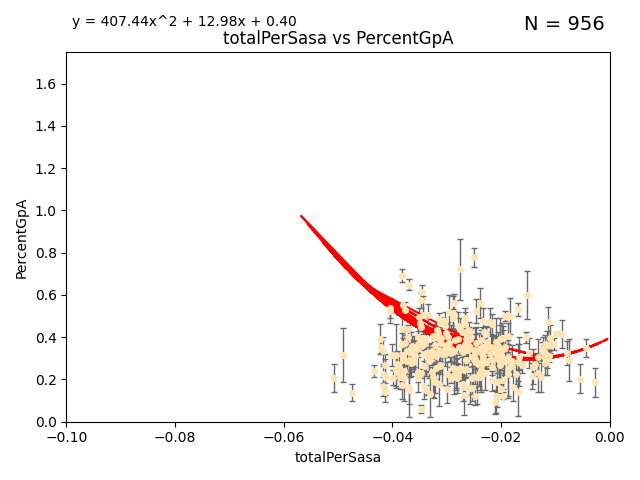 y = 407.44x^2 + 12.98x + 0.40
N = 956
totalPerSasa vs PercentGpA
PercentGpA
1.6
1.4
1.2
1.0
0.8
0.6
0.4
0.2
0.0
−0.10 −0.08 −0.06 −0.04 −0.02 0.00
totalPerSasa